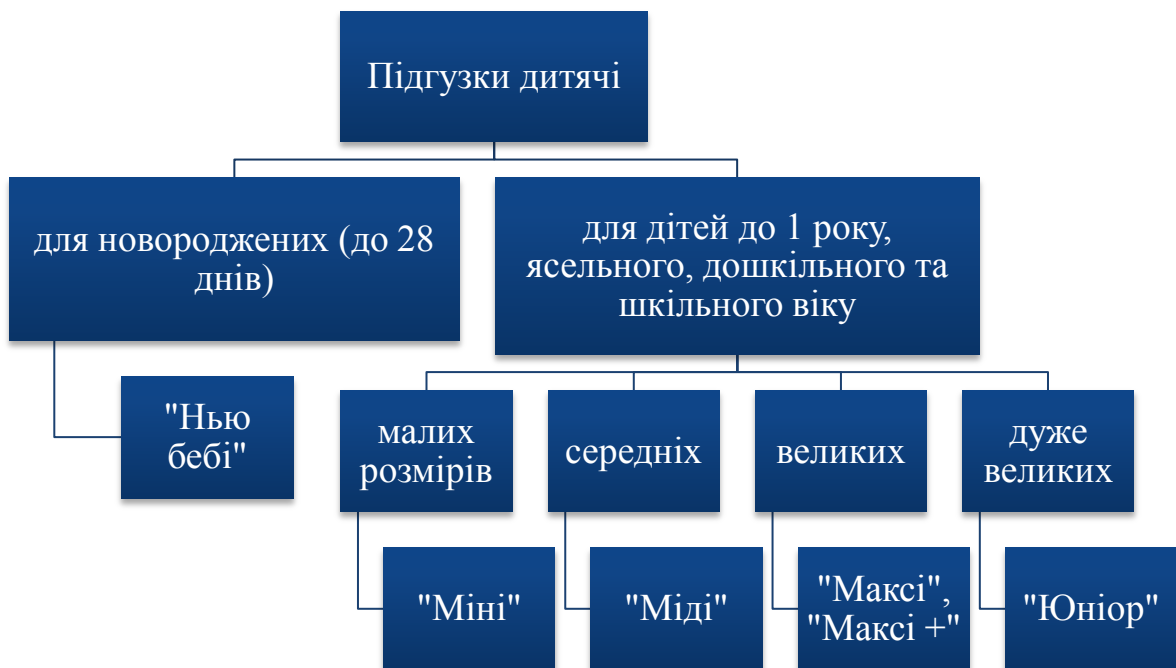 Підгузки дитячі
для новороджених (до 28
днів)
для дітей до 1 року,
ясельного, дошкільного та
шкільного віку
"Нью
бебі"
малих
розмірів
середніх
великих
дуже
великих
"Міні"
"Міді"
"Максі",
"Максі +"
"Юніор"